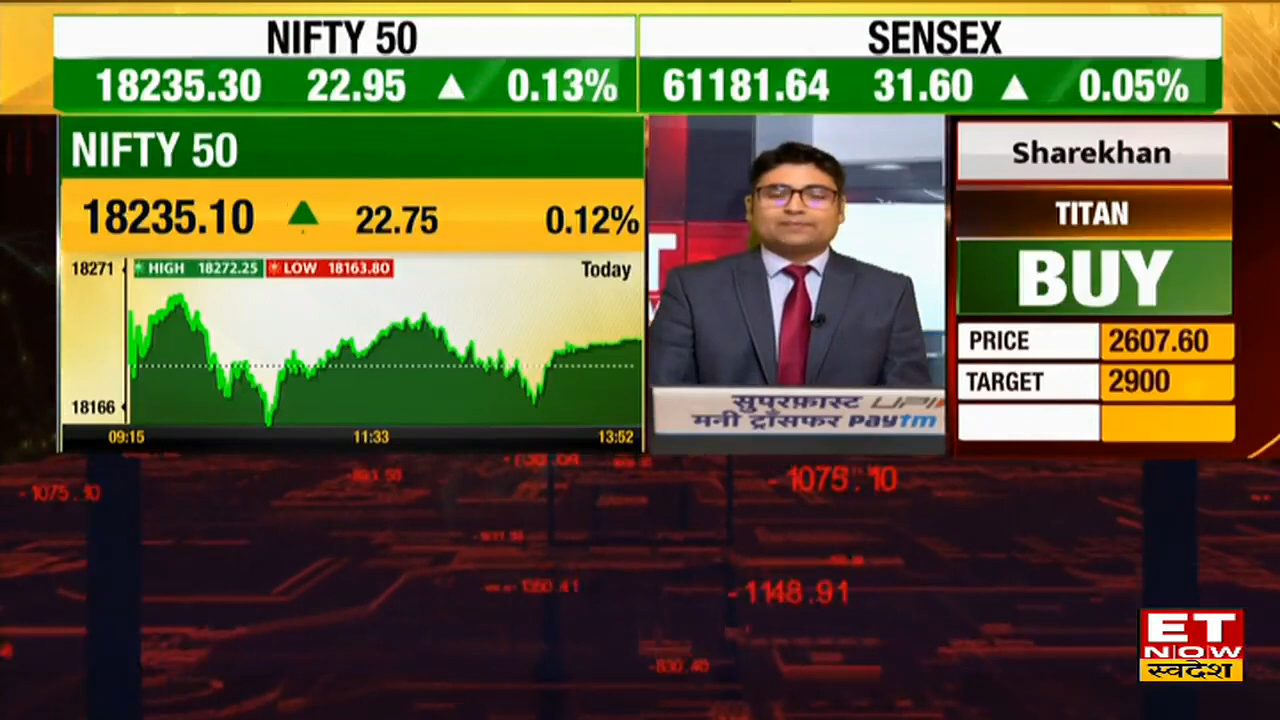 NIFTY 50
18235.30 22.95 ▲ 0.13%
SENSEX
61181.64 31.60 ▲ 0.05%
NIFTY 50
18235.10 ▲ 22.75 0.12%
18271
HIGH 18272.25 LOW 18163.80
Today
18166
09:15 11:33 13:52
सुपरफ़ास्ट UPI
मनी ट्राँसफर paytm
Sharekhan
TITAN
BUY
PRICE 2607.60
TARGET 2900
-1075.10
-1075.10
-1148.91
-830.40
ET
NOW
स्वदेश